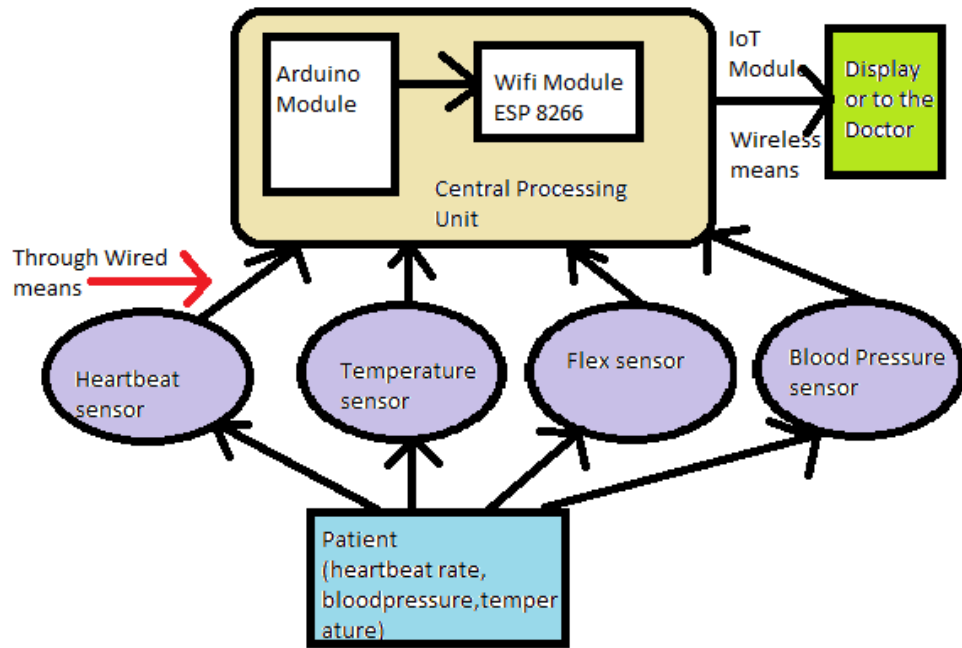 Arduino
Module
Wifi Module
ESP 8266
Central Processing
Unit
IoT
Module
Wireless
means
Display
or to the
Doctor
Through Wired
means
Heartbeat
sensor
Temperature
sensor
Flex sensor
Blood Pressure
sensor
Patient
(heartbeat rate,
bloodpressure,temper
ature)